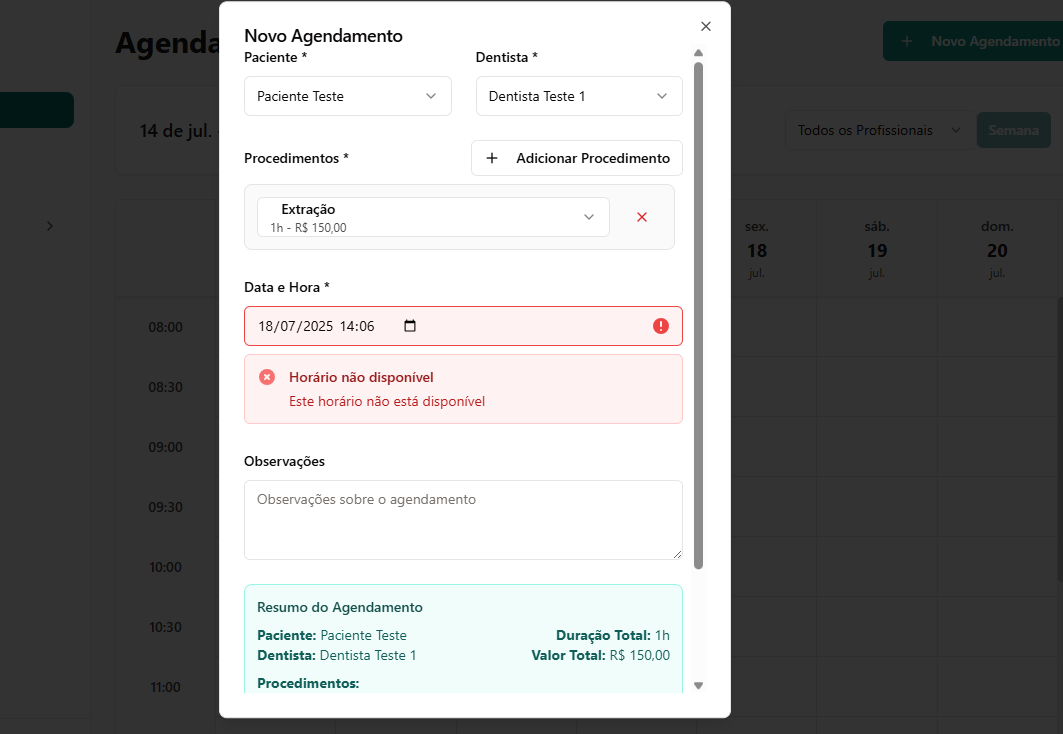 Agenda
Novo Agendamento
14 de jul.
Todos os Profissionais
Semana
Novo Agendamento
Paciente *
Dentista *
Paciente Teste
Dentista Teste 1
Procedimentos *
Adicionar Procedimento
Extração
1h - R$ 150,00
Data e Hora *
18/07/2025 14:06
Horário não disponível
Este horário não está disponível
Observações
Observações sobre o agendamento
Resumo do Agendamento
Paciente: Paciente Teste
Duração Total: 1h
Dentista: Dentista Teste 1
Valor Total: R$ 150,00
Procedimentos:
sex.
18
jul.
sáb.
19
jul.
dom.
20
jul.
08:00
08:30
09:00
09:30
10:00
10:30
11:00